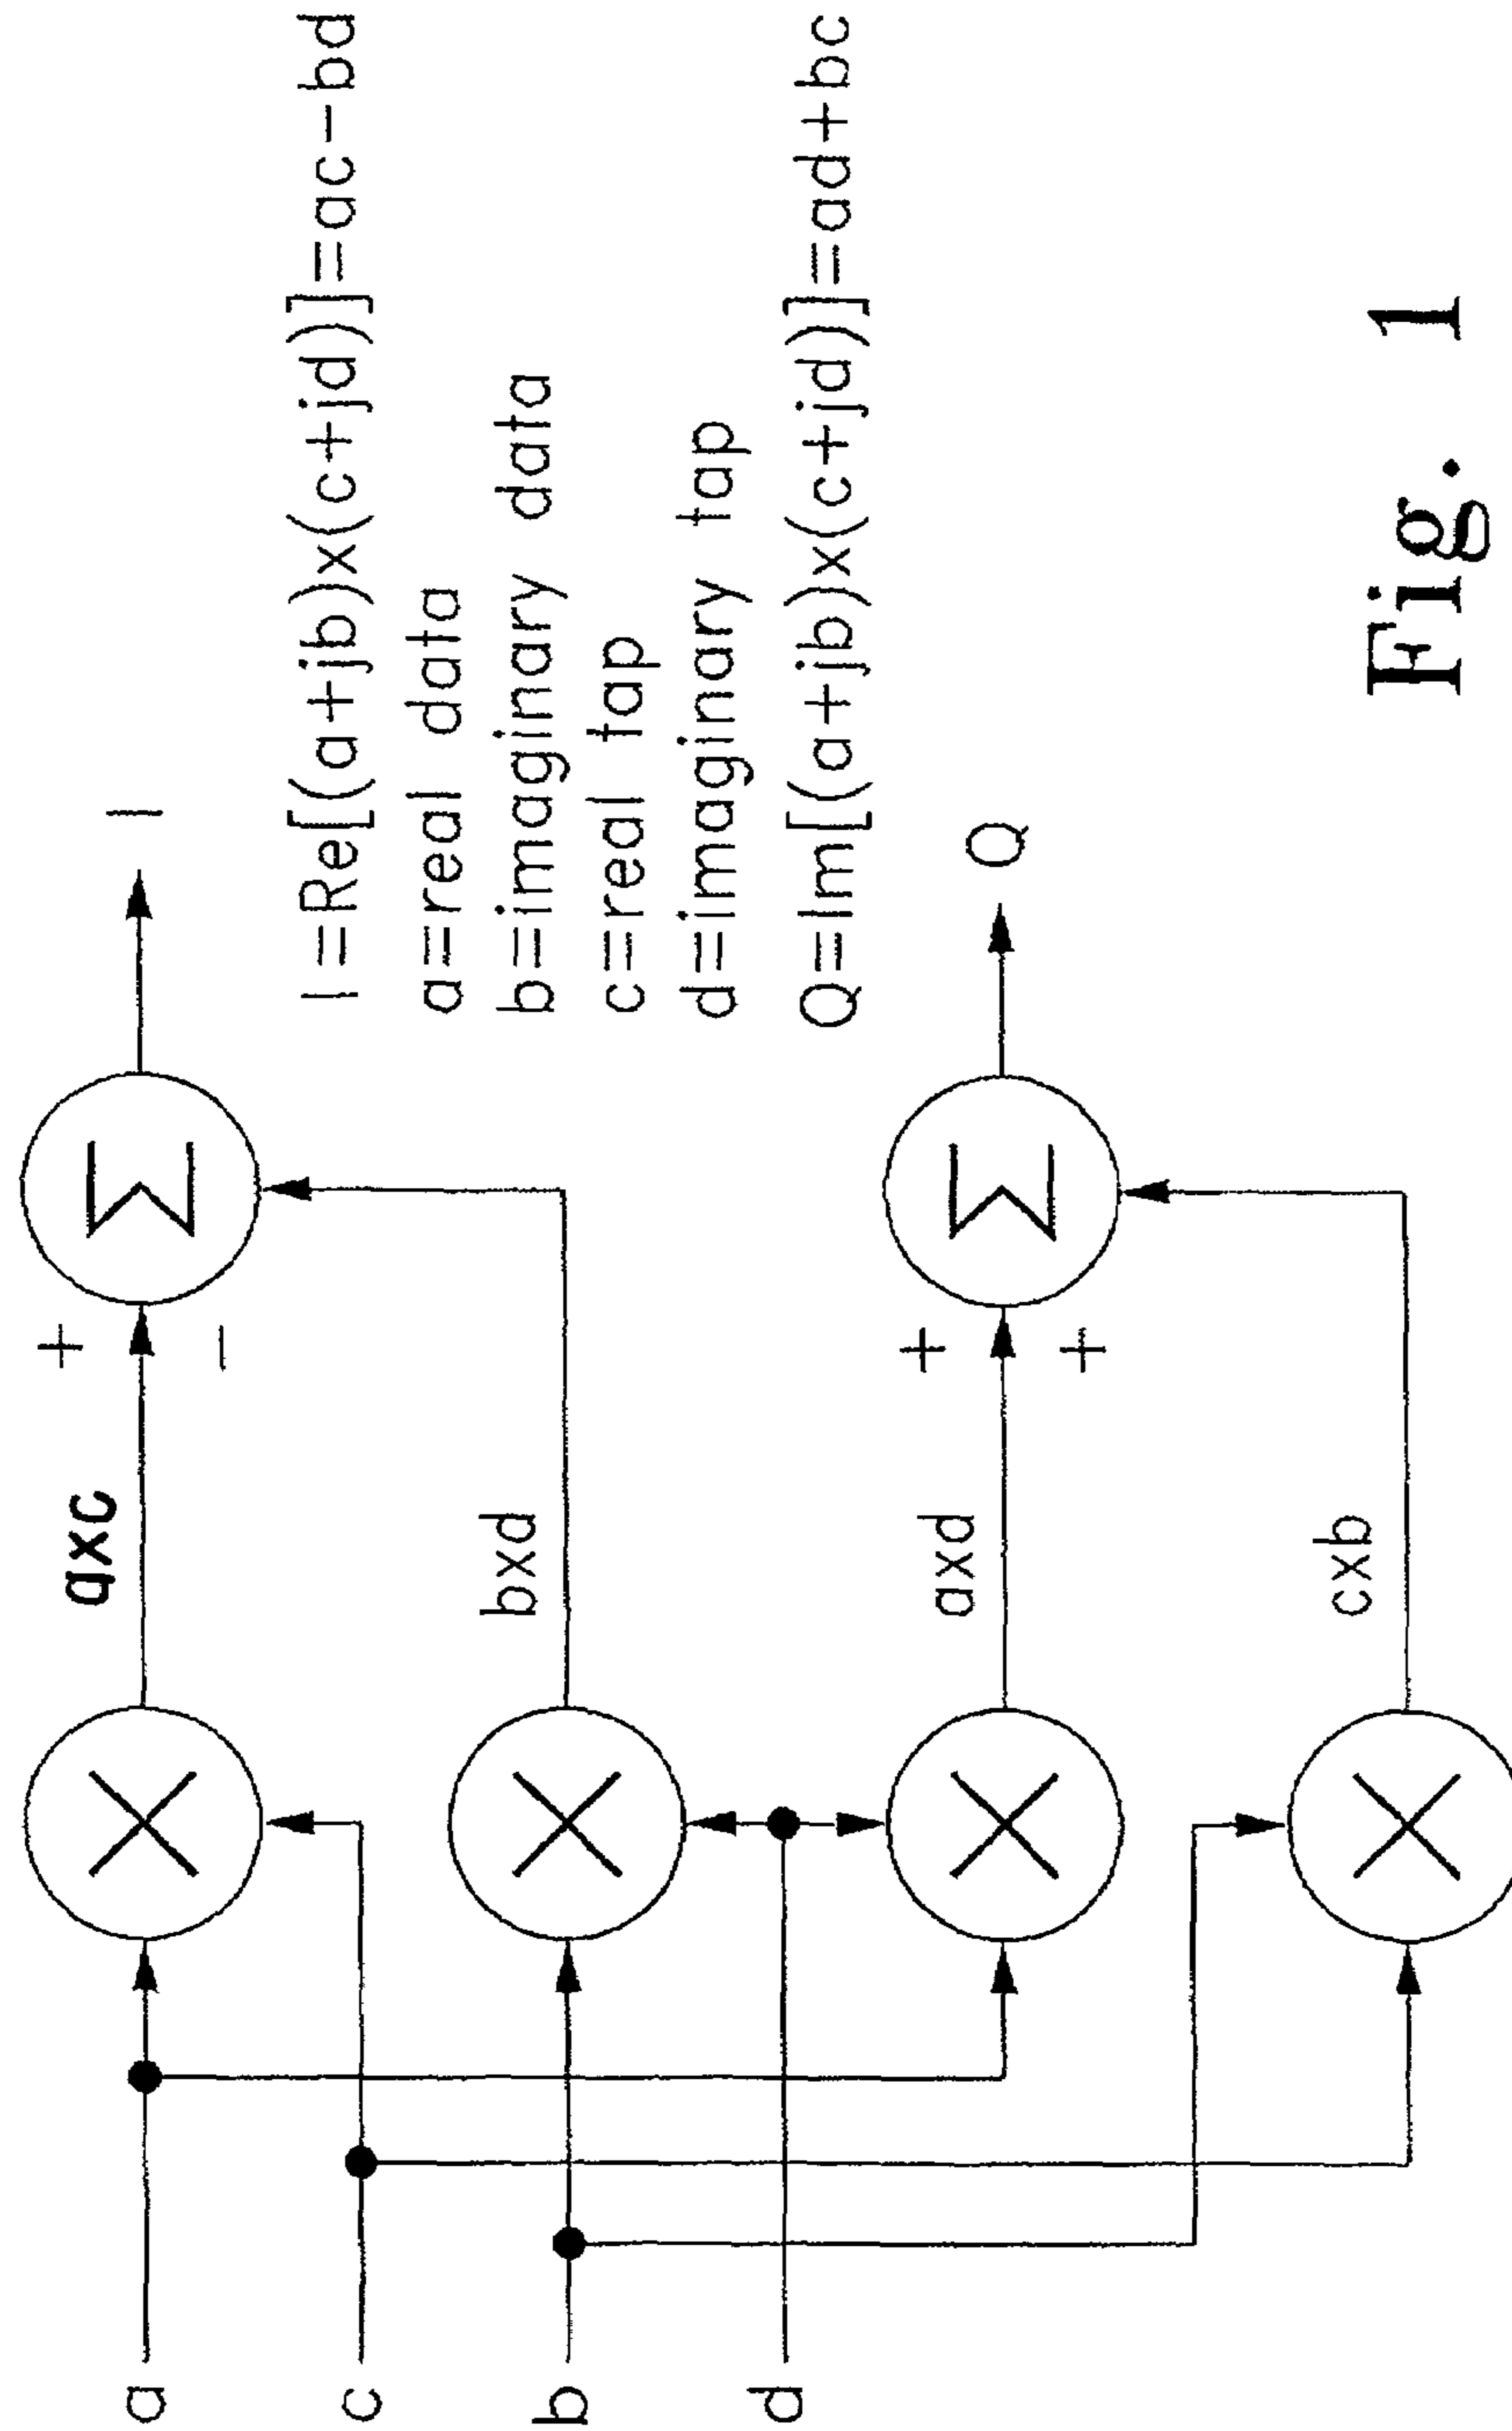 a
c
b
d
axc
bxd
axd
cxb
+
−
+
+
Σ
Σ
I
I=Re[(a+jb)x(c+jd)]=ac−bd
a=real data
b=imaginary data
c=real tap
d=imaginary tap
Q=Im[(a+jb)x(c+jd)]=ad+bc
Q
Fig. 1